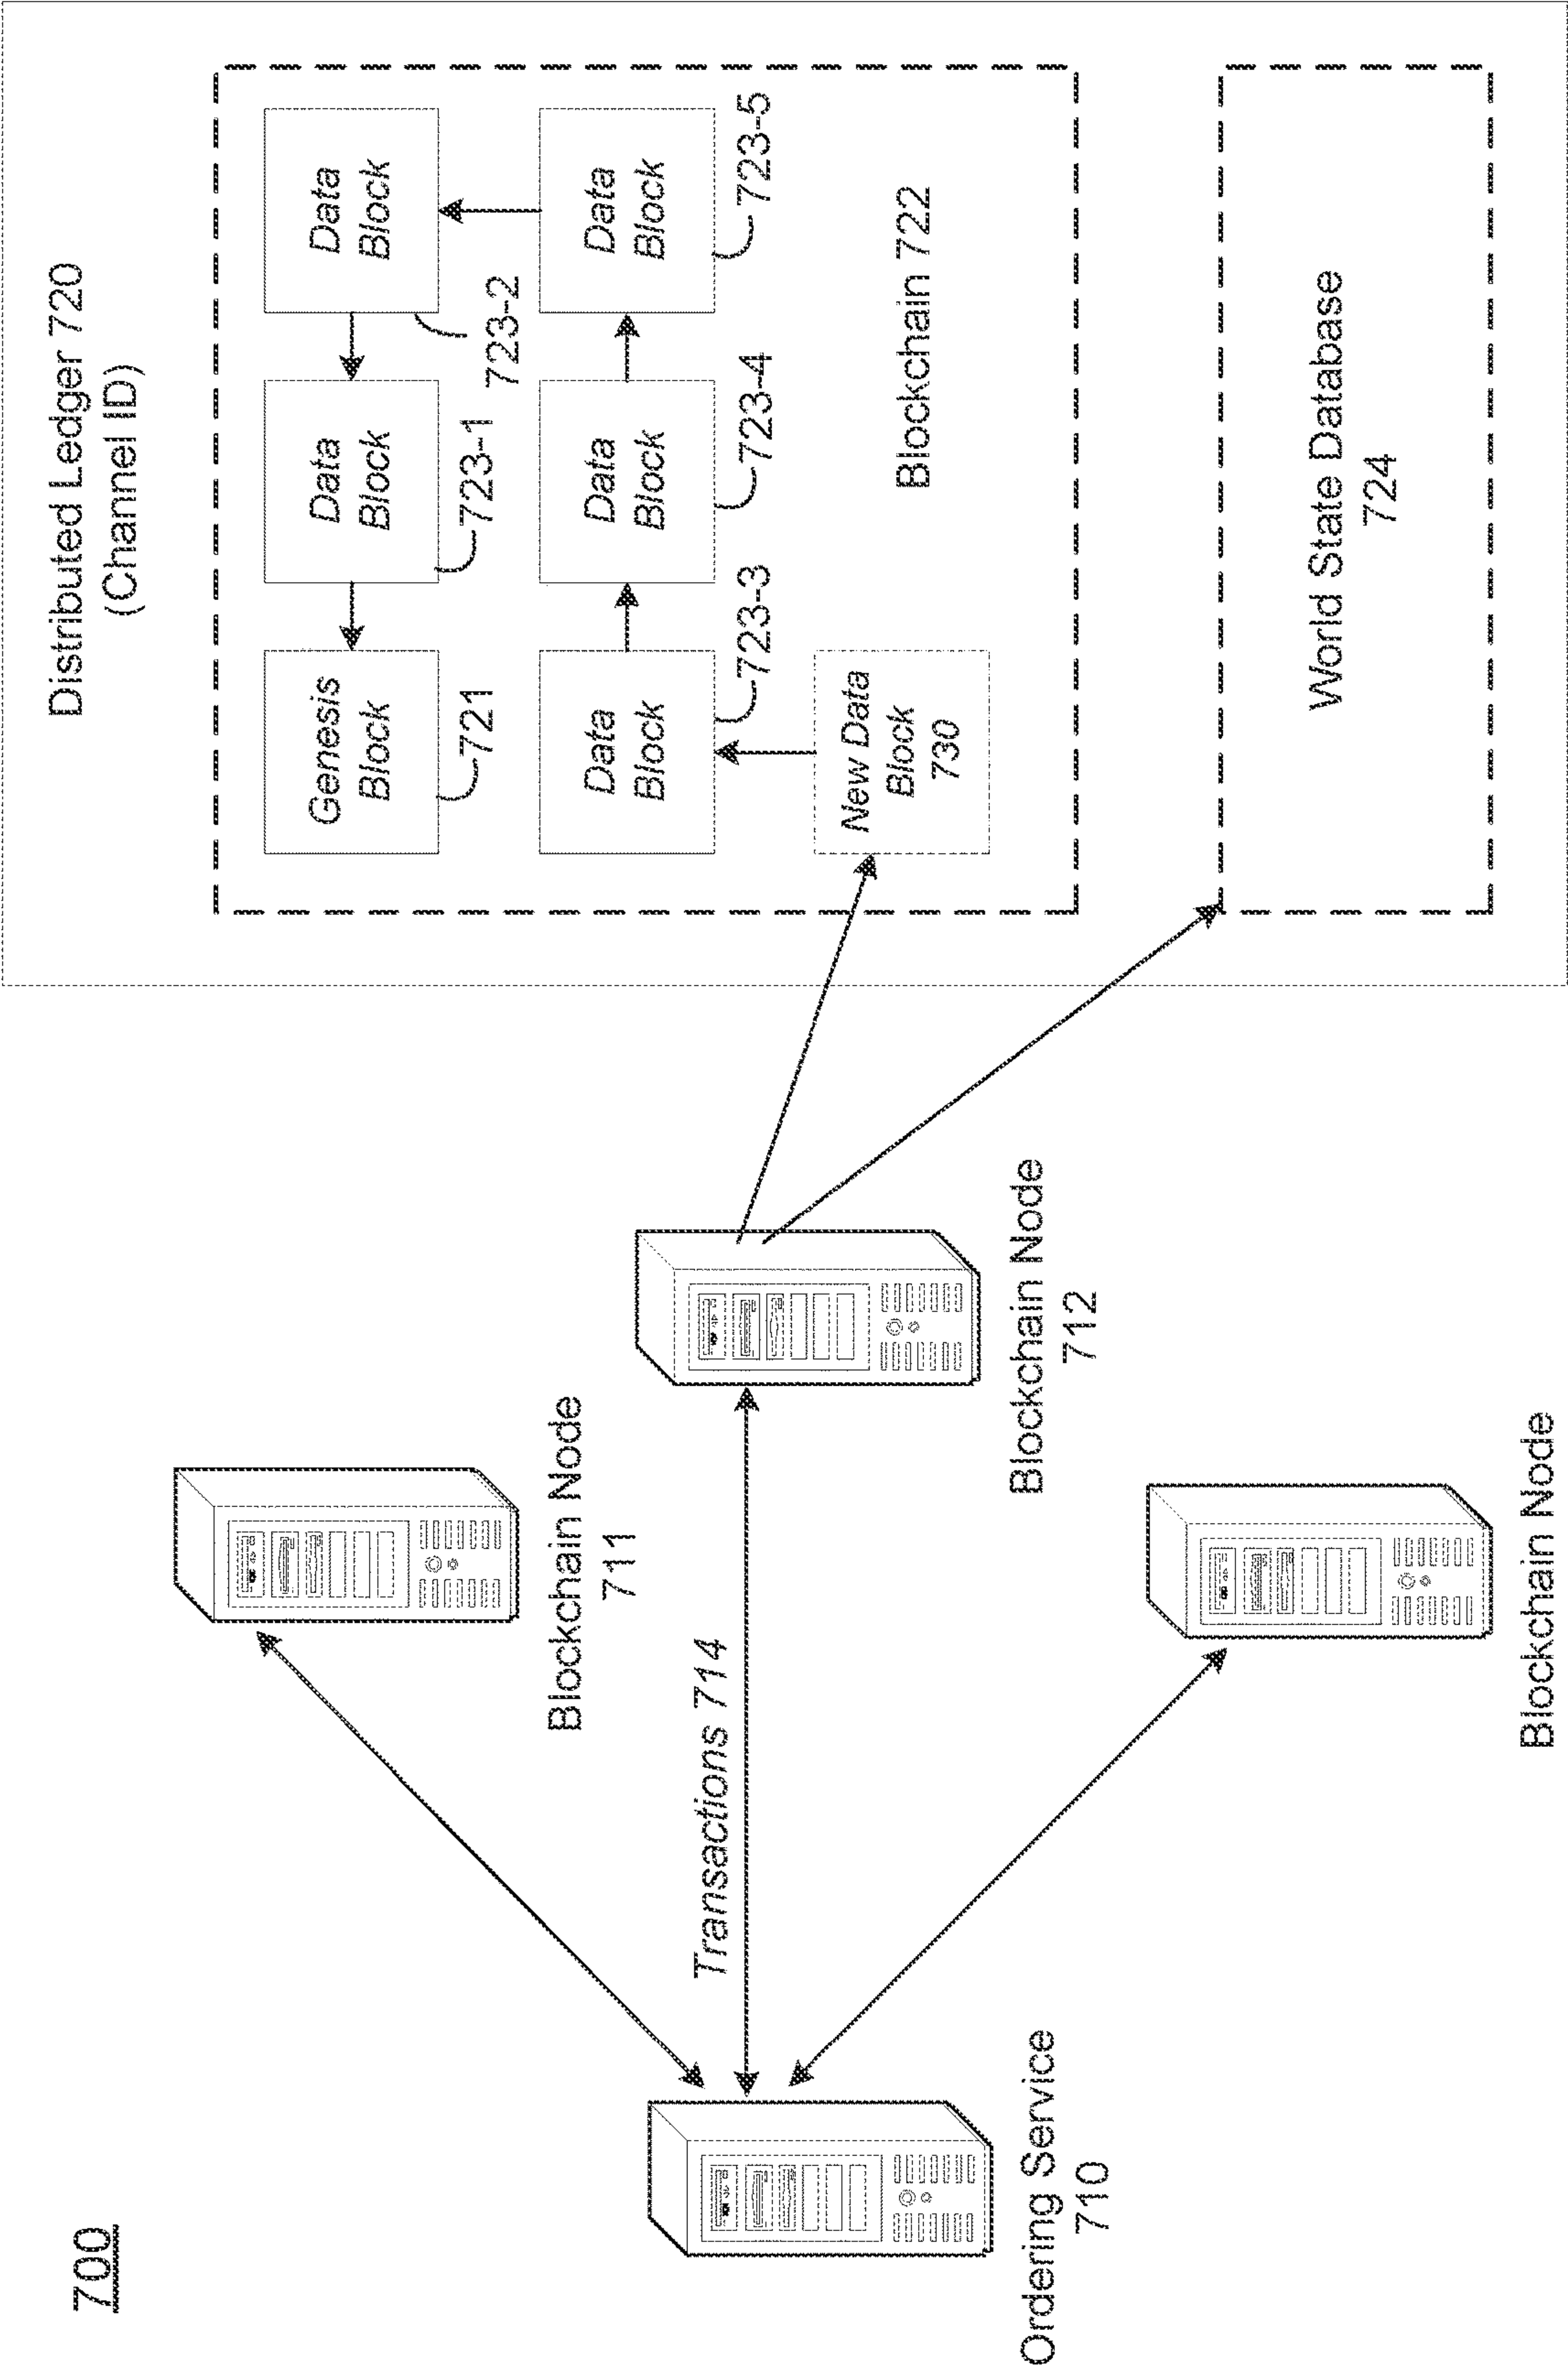 700
Distributed Ledger 720
(Channel ID)
Genesis
Block
721
Data
Block
723-1
Data
Block
723-2
Data
Block
723-3
Data
Block
723-4
Data
Block
723-5
New Data
Block
730
Blockchain 722
World State Database
724
Blockchain Node
711
Transactions 714
Blockchain Node
712
Ordering Service
710
Blockchain Node